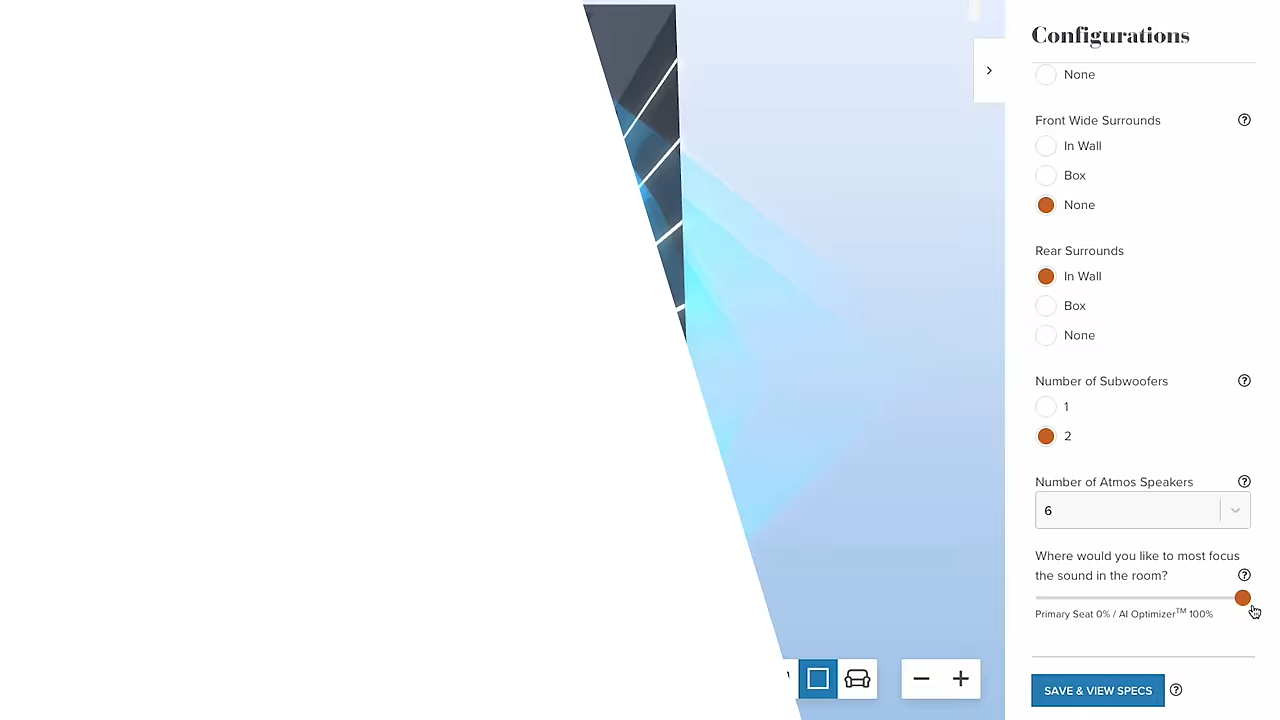 Configurations
None
Front Wide Surrounds
In Wall
Box
None
Rear Surrounds
In Wall
Box
None
Number of Subwoofers
1
2
Number of Atmos Speakers
6
Where would you like to most focus
the sound in the room?
Primary Seat 0% / AI Optimizer™ 100%
SAVE & VIEW SPECS